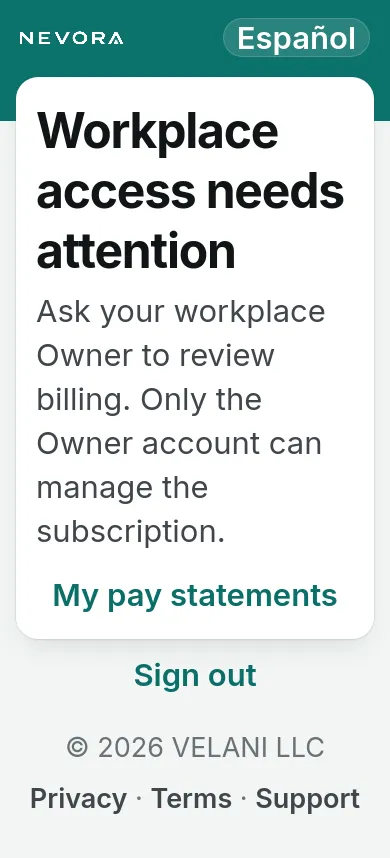 NEVORA
Español
Workplace
access needs
attention
Ask your workplace
Owner to review
billing. Only the
Owner account can
manage the
subscription.
My pay statements
Sign out
© 2026 VELANI LLC
Privacy · Terms · Support